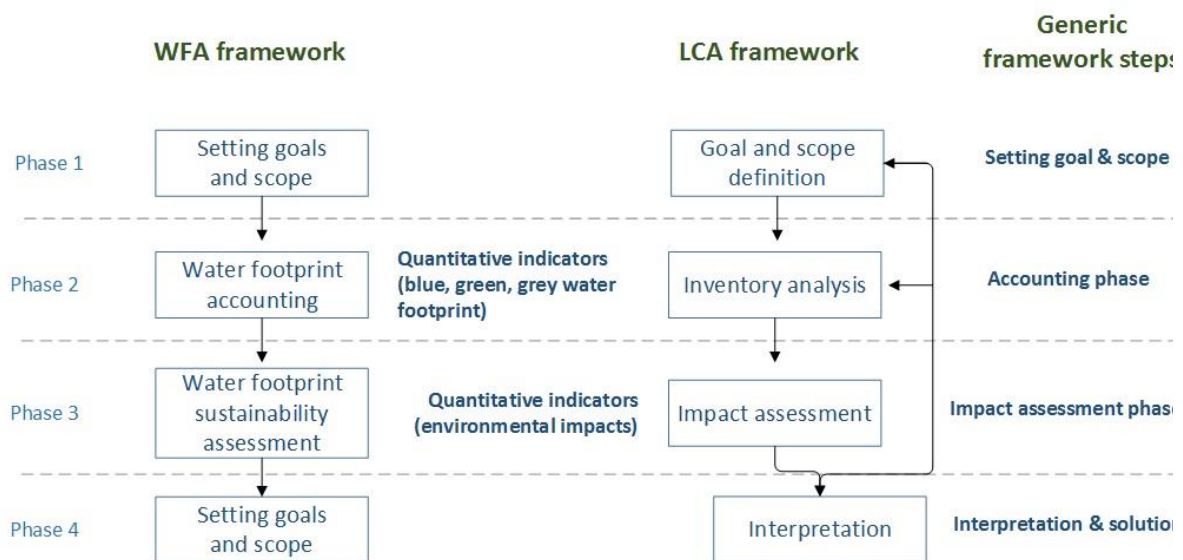 WFA framework
LCA framework
Generic
framework steps
Phase 1
Setting goals
and scope
Goal and scope
definition
Setting goal & scope
Phase 2
Water footprint
accounting
Quantitative indicators
(blue, green, grey water
footprint)
Inventory analysis
Accounting phase
Phase 3
Water footprint
sustainability
assessment
Quantitative indicators
(environmental impacts)
Impact assessment
Impact assessment phase
Phase 4
Setting goals
and scope
Interpretation
Interpretation & solution